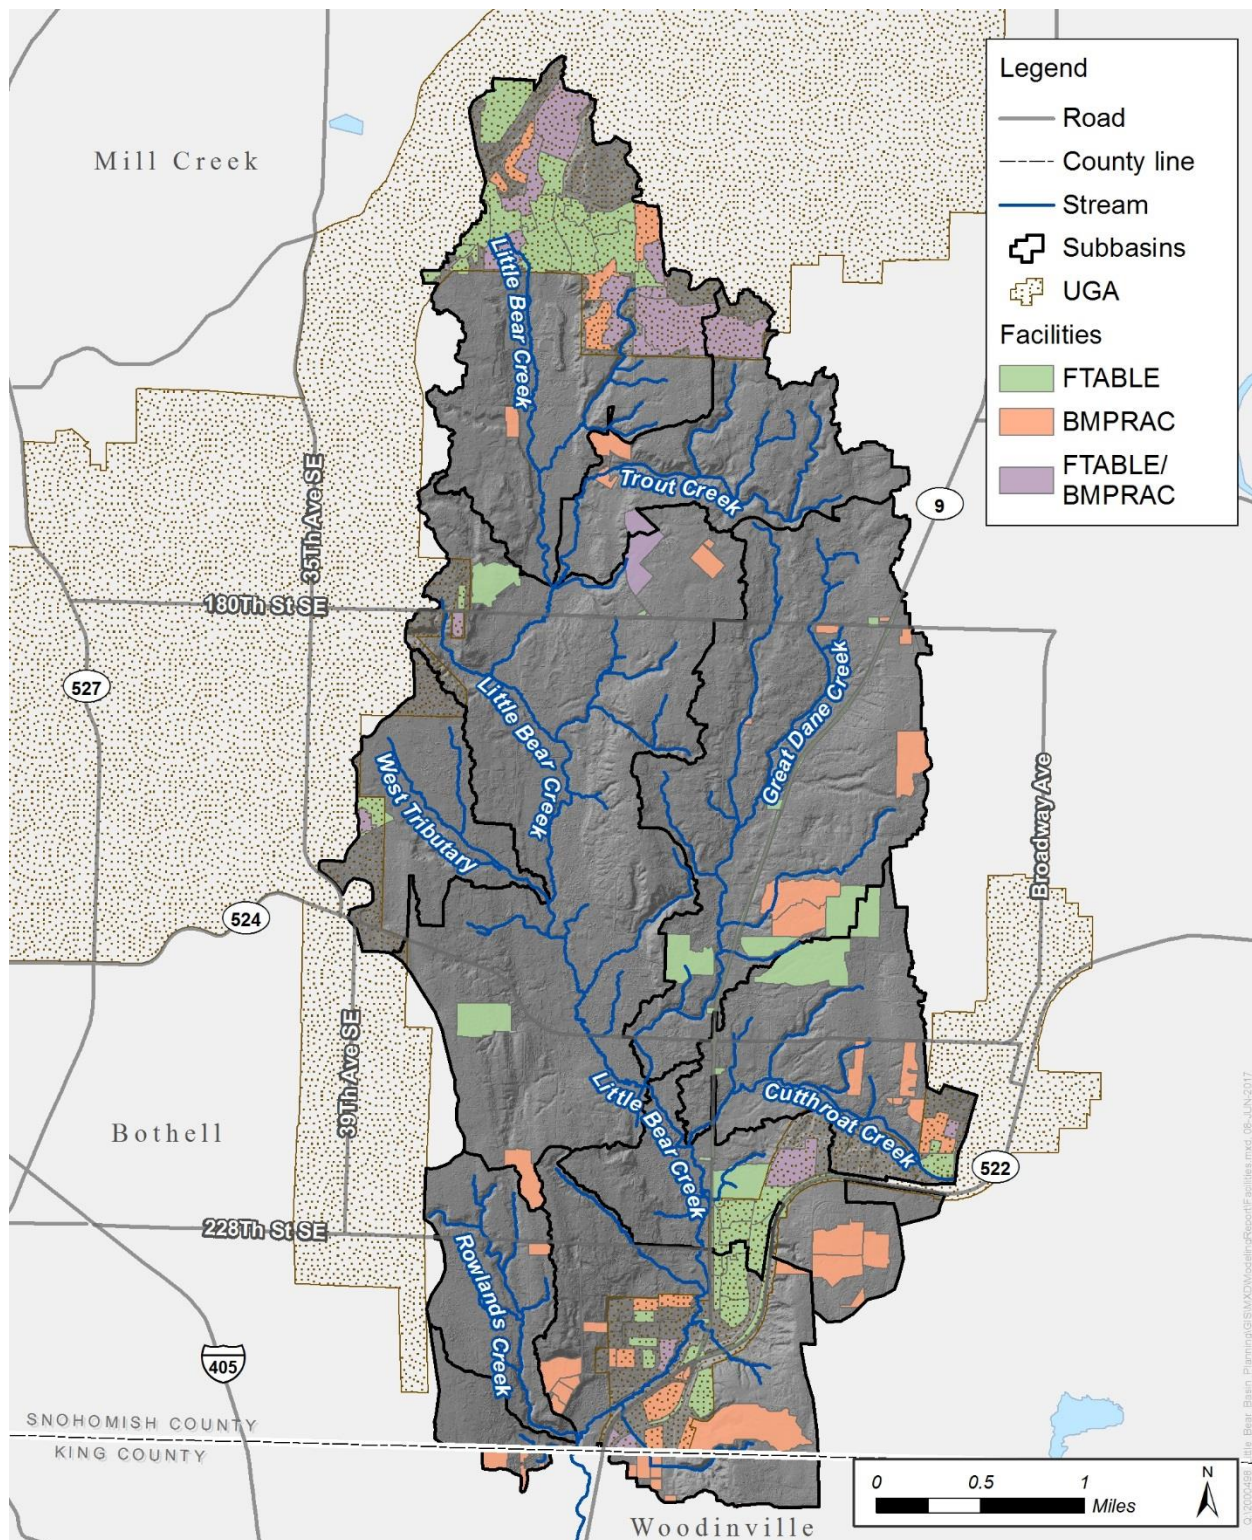 Legend
Road
County line
Stream
Subbasins
UGA
Facilities
FTABLE
BMPRAC
FTABLE/
BMPRAC
Mill Creek
Little Bear Creek
Trout Creek
9
35Th Ave SE
180Th St SE
527
Little Bear Creek
Great Dane Creek
West Tributary
Broadway Ave
524
39Th Ave SE
Bothell
Little Bear Creek
Cutthroat Creek
522
228Th St SE
Rowlands Creek
405
SNOHOMISH COUNTY
KING COUNTY
0 0.5 1
Miles
N
Woodinville